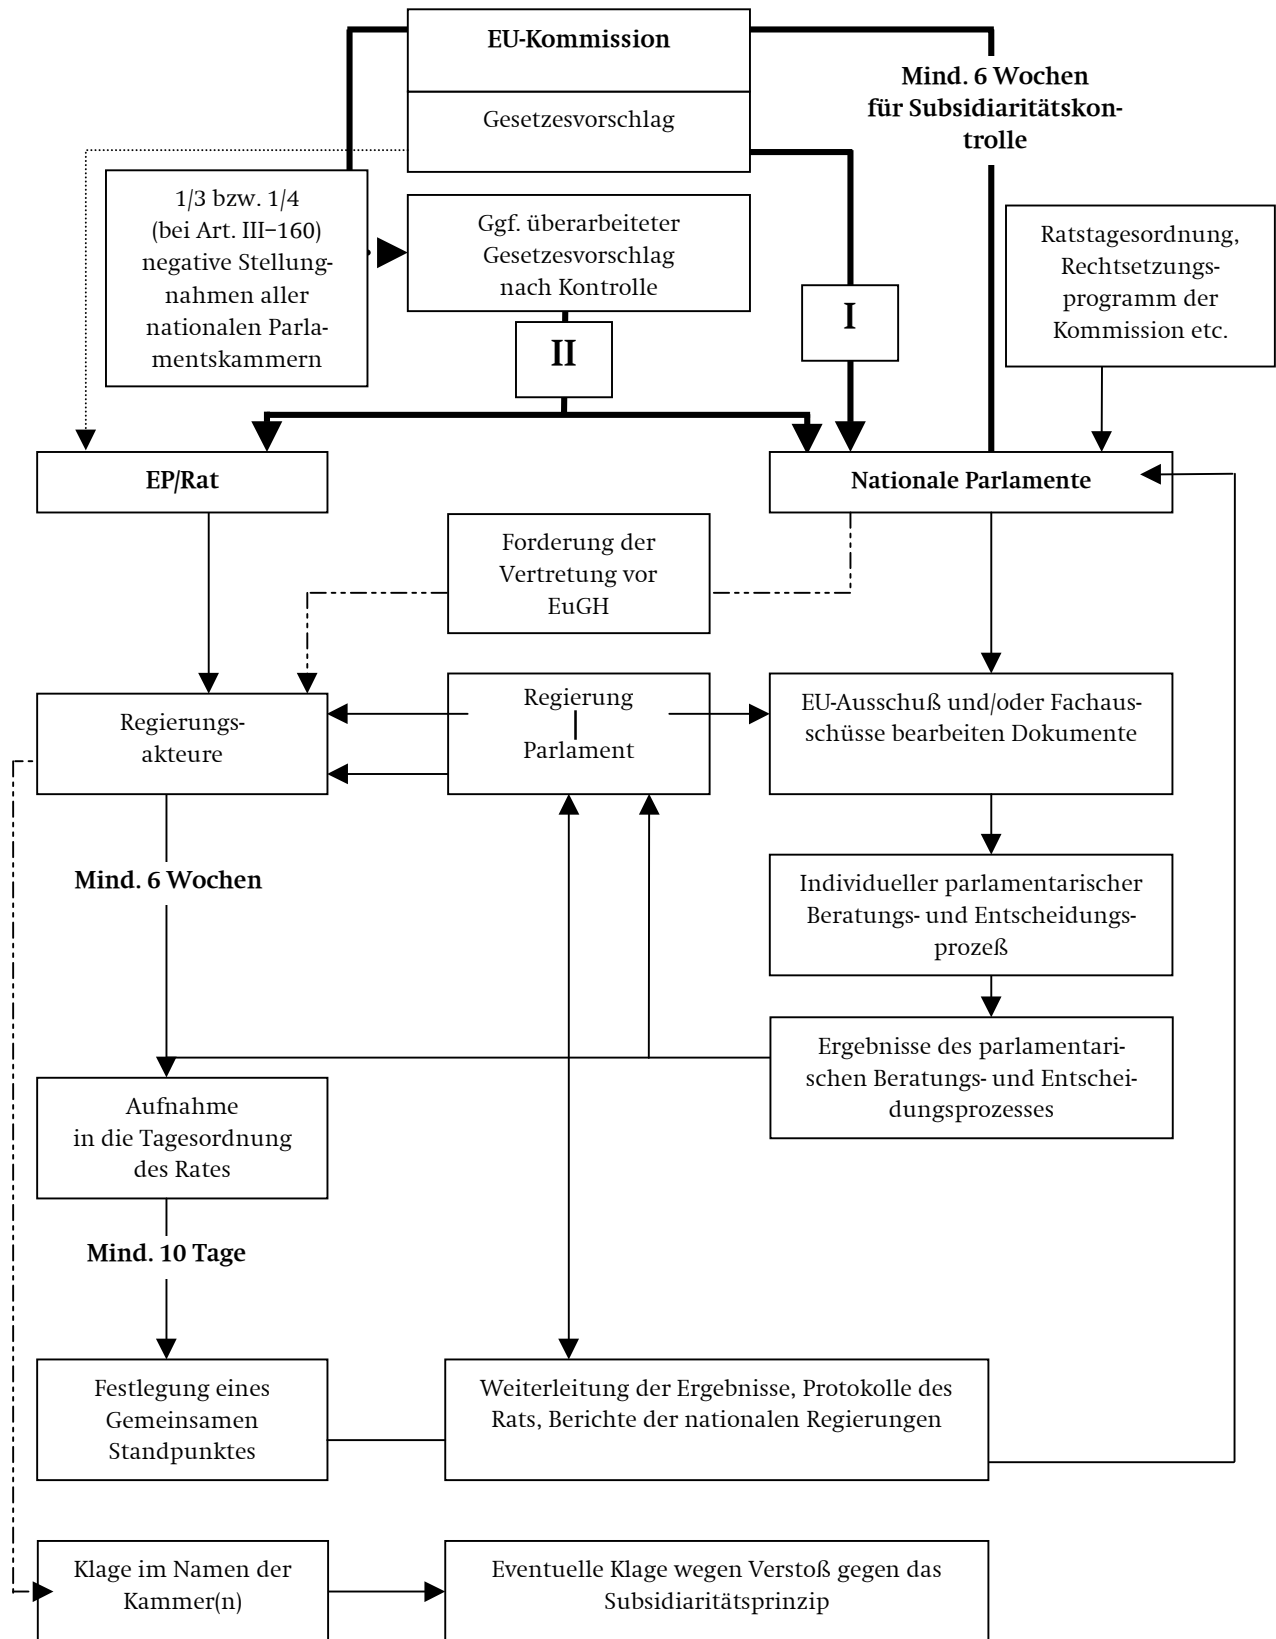 EU-Kommission
Gesetzesvorschlag
Mind. 6 Wochen
für Subsidiaritätskon-
trolle
1/3 bzw. 1/4
(bei Art. III–160)
negative Stellung-
nahmen aller
nationalen Parla-
mentskammern
Ggf. überarbeiteter
Gesetzesvorschlag
nach Kontrolle
I
II
Ratstagesordnung,
Rechtsetzungs-
programm der
Kommission etc.
EP/Rat
Nationale Parlamente
Forderung der
Vertretung vor
EuGH
Regierungs-
akteure
Regierung
Parlament
EU-Ausschuß und/oder Fachaus-
schüsse bearbeiten Dokumente
Mind. 6 Wochen
Individueller parlamentarischer
Beratungs- und Entscheidungs-
prozeß
Ergebnisse des parlamentari-
schen Beratungs- und Entschei-
dungsprozesses
Aufnahme
in die Tagesordnung
des Rates
Mind. 10 Tage
Festlegung eines
Gemeinsamen
Standpunktes
Weiterleitung der Ergebnisse, Protokolle des
Rats, Berichte der nationalen Regierungen
Klage im Namen der
Kammer(n)
Eventuelle Klage wegen Verstoß gegen das
Subsidiaritätsprinzip